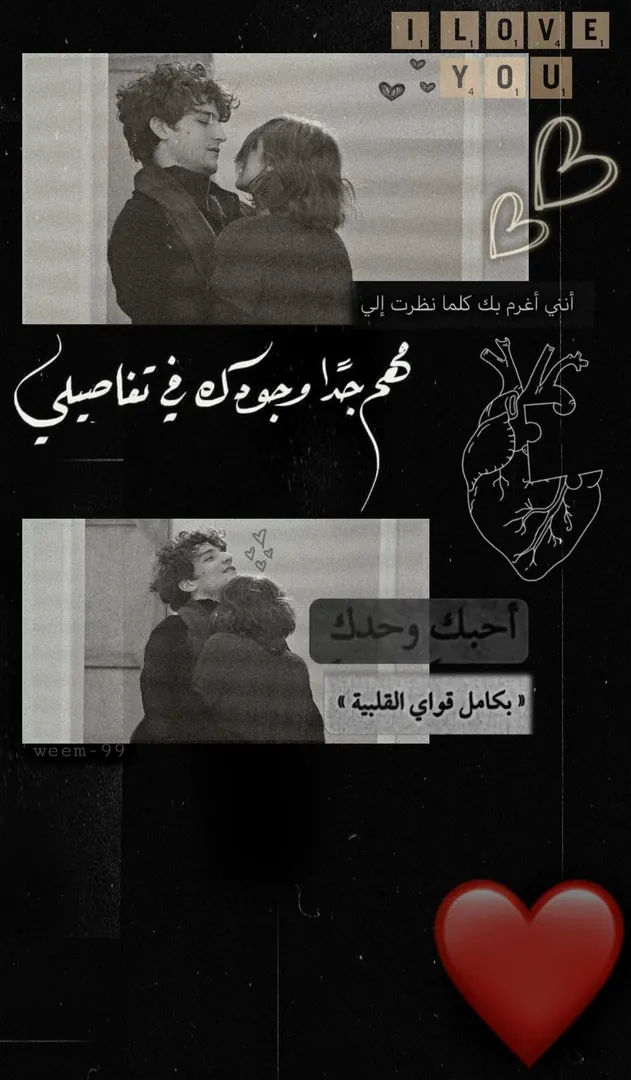 I LOVE
YOU
أنني أغرم بك كلما نظرت إلي
مُهم جدًا وجودك في تفاصيلي
أحبك وحدك
« بكامل قواي القلبية »
weem-99